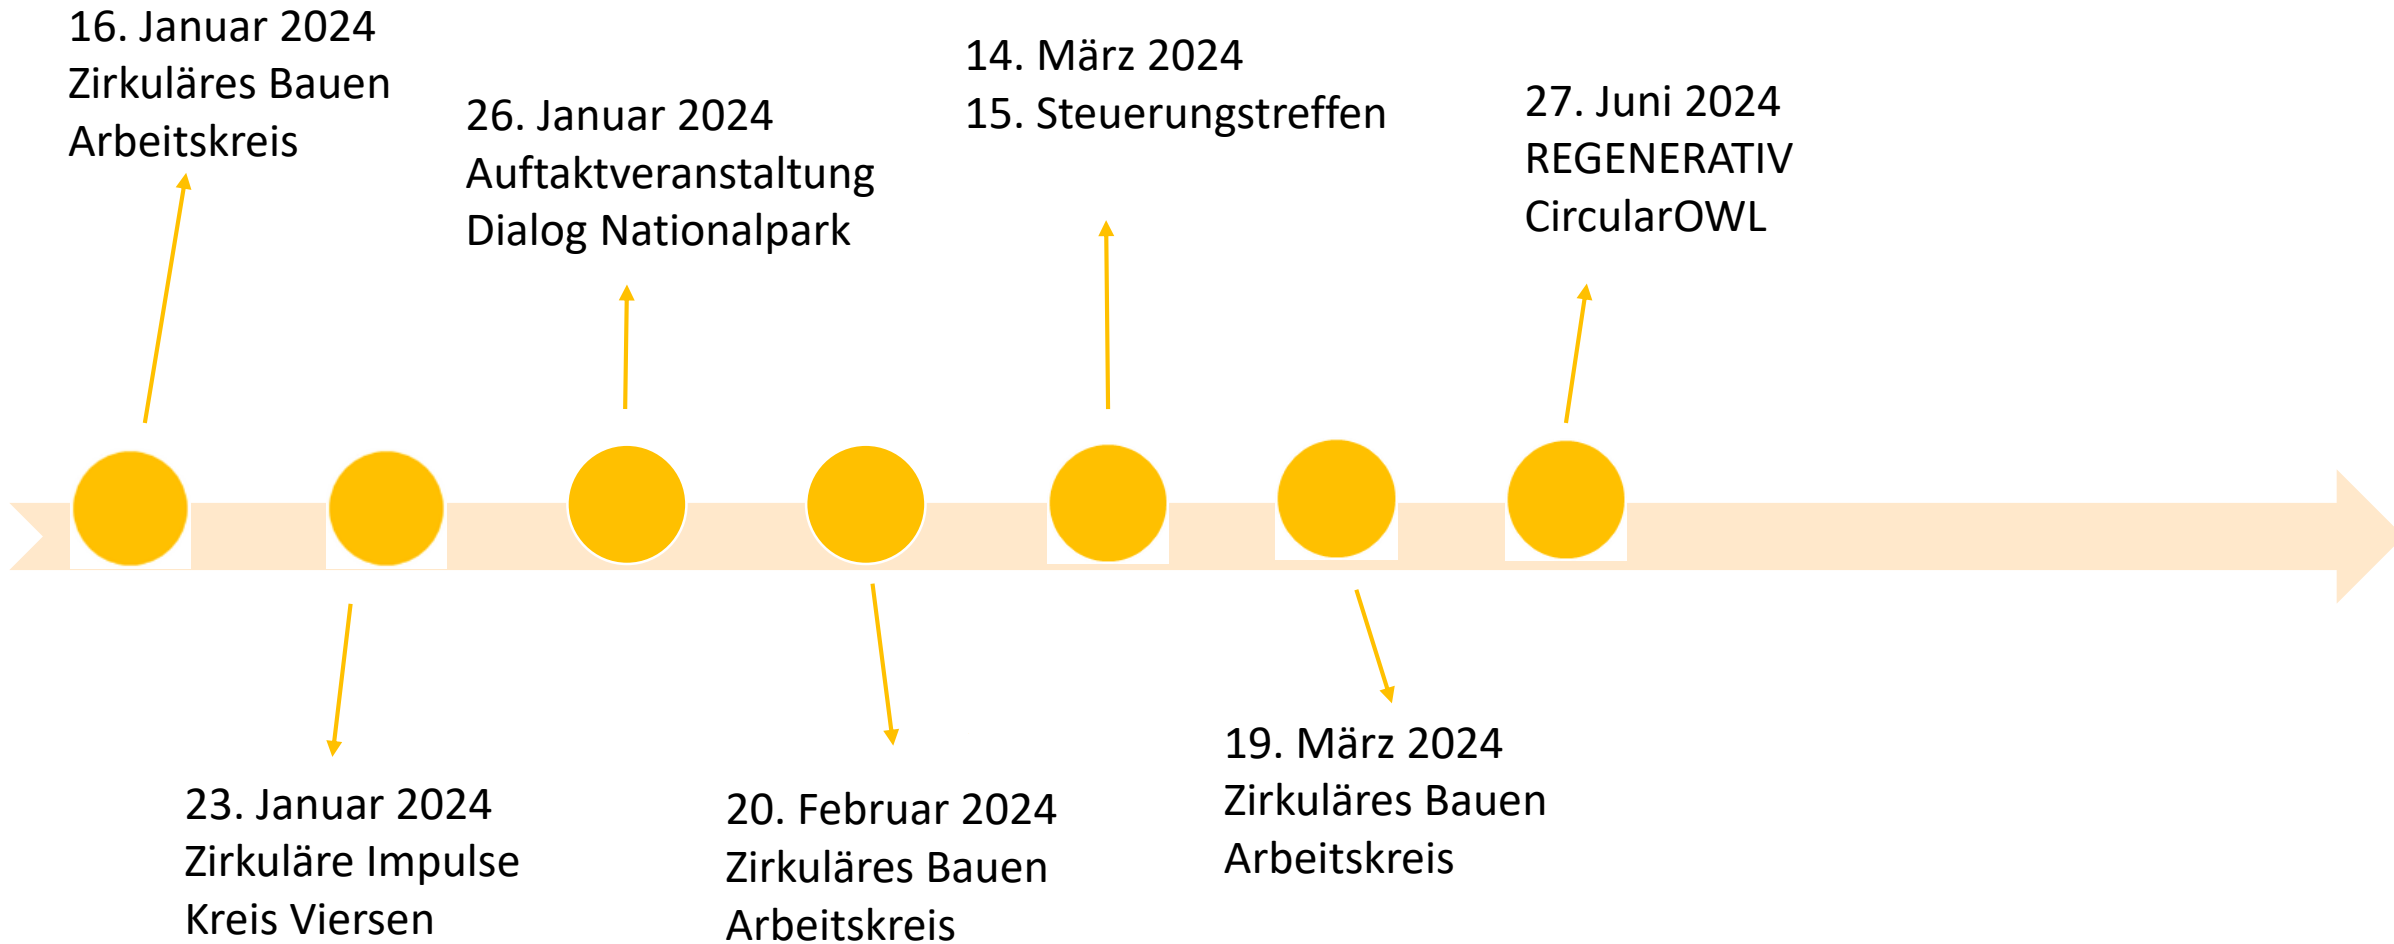 16. Januar 2024
Zirkuläres Bauen
Arbeitskreis
23. Januar 2024
Zirkuläre Impulse
Kreis Viersen
26. Januar 2024
Auftaktveranstaltung
Dialog Nationalpark
20. Februar 2024
Zirkuläres Bauen
Arbeitskreis
14. März 2024
15. Steuerungstreffen
19. März 2024
Zirkuläres Bauen
Arbeitskreis
27. Juni 2024
REGENERATIV
CircularOWL